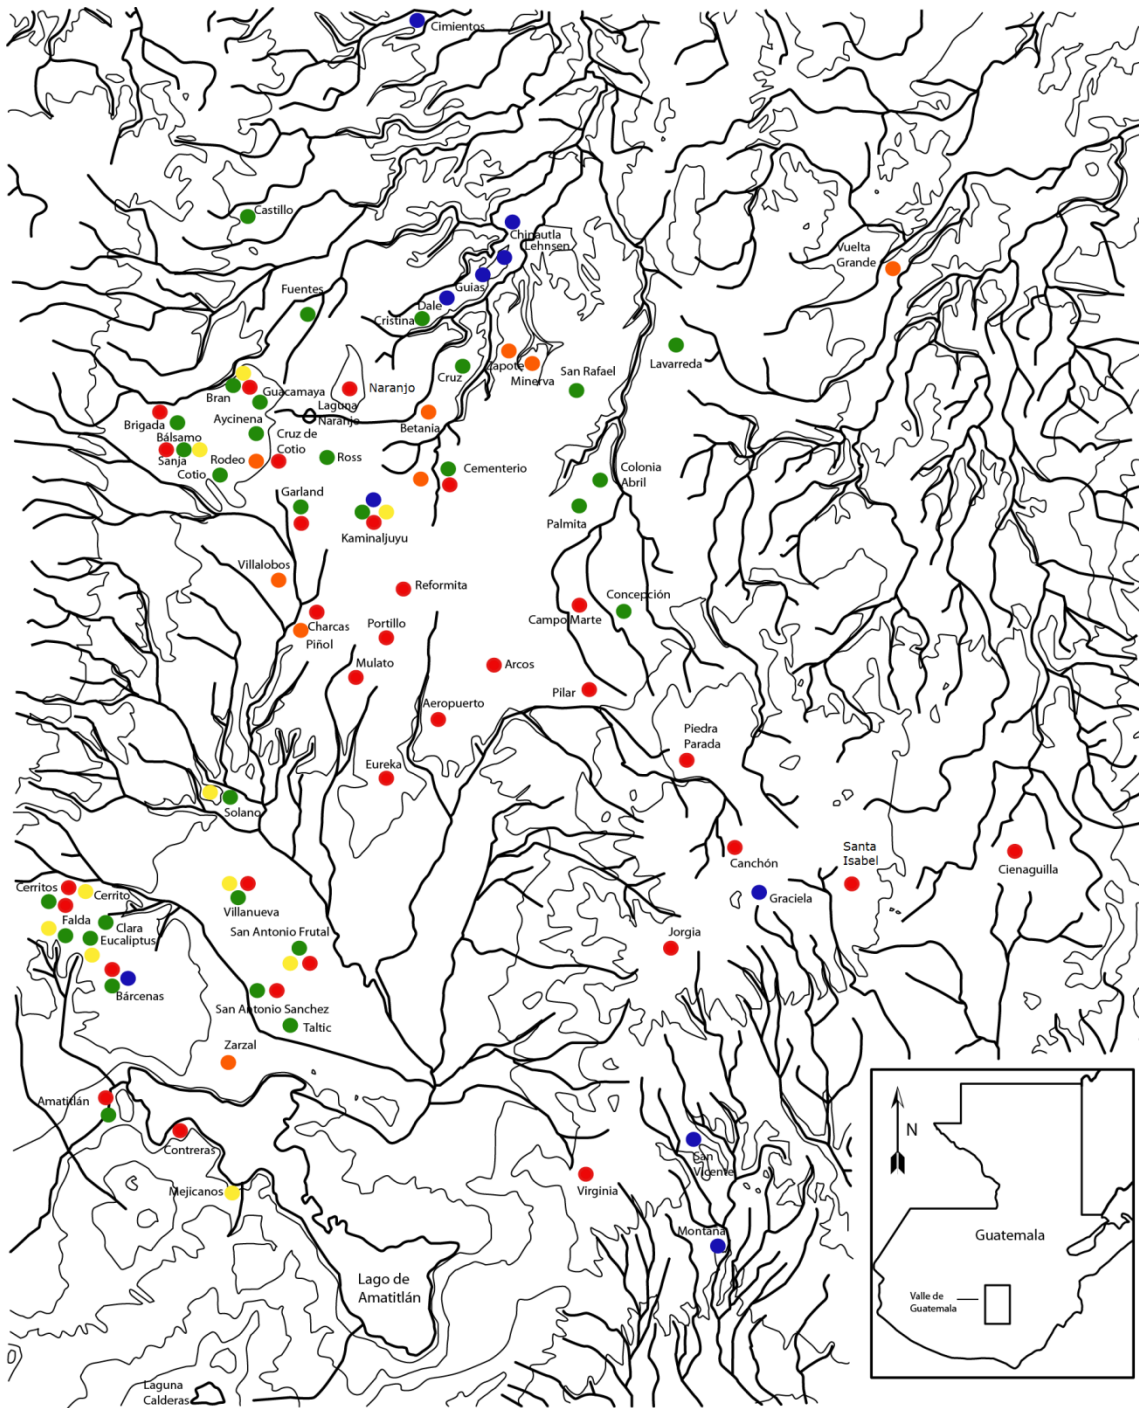 Cimientos
Castillo
Chinautla
Lehnsen
Vuelta
Grande
Guias
Fuentes
Dale
Cristina
Lavarreda
Zapote
Cruz
Minerva
San Rafael
Naranjo
Bran
Guacamaya
Laguna
Naranjo
Aycinena
Brigada
Betania
Bálsamo
Cruz de
Cotio
Sanja
Rodeo
Ross
Cotio
Cementerio
Colonia
Abril
Garland
Palmita
Kaminaljuyu
Villalobos
Reformita
Concepción
Charcas
Portillo
Campo Marte
Piñol
Mulato
Arcos
Pilar
Aeropuerto
Piedra
Parada
Eureka
Solano
Canchón
Santa
Isabel
Cienaguilla
Cerritos
Cerrito
Graciela
Villanueva
Falda
Clara
Eucaliptus
San Antonio Frutal
Jorgia
Bárcenas
San Antonio Sanchez
Taltic
Zarzal
Amatitlán
Contreras
San
Vicente
Mejicanos
Virginia
Montaña
N
Guatemala
Valle de
Guatemala
Lago de
Amatitlán
Laguna
Calderas